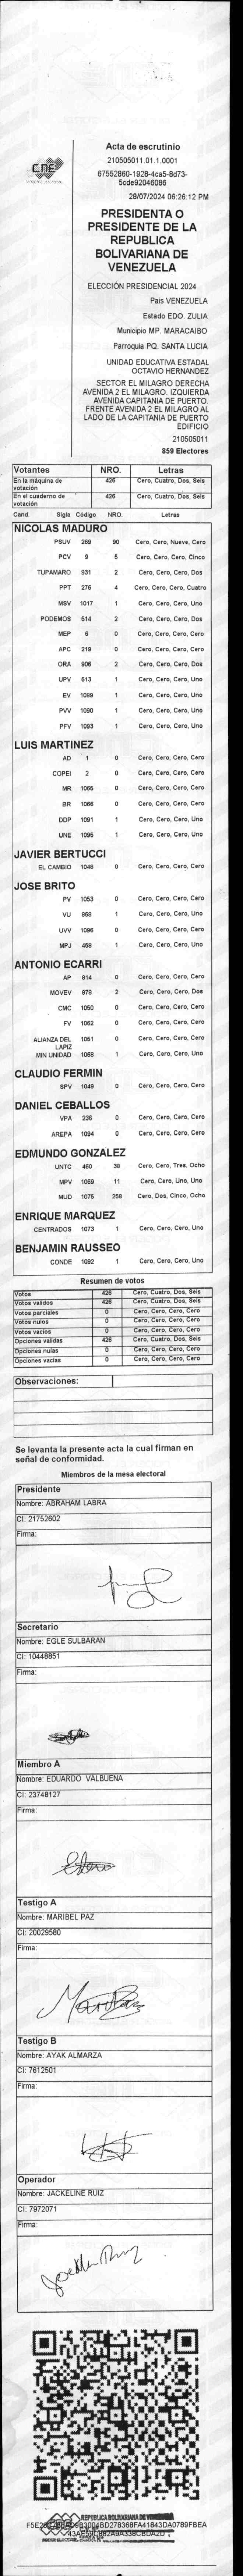 CNE
Acta de escrutinio
210505011.01.1.0001
67552860-1928-4ca5-8d73-
5cde92046086
28/07/2024 06:26:12 PM
PRESIDENTA O
PRESIDENTE DE LA
REPUBLICA
BOLIVARIANA DE
VENEZUELA
ELECCIÓN PRESIDENCIAL 2024
País VENEZUELA
Estado EDO. ZULIA
Municipio MP. MARACAIBO
Parroquia PQ. SANTA LUCIA
UNIDAD EDUCATIVA ESTADAL
OCTAVIO HERNANDEZ
SECTOR EL MILAGRO DERECHA
AVENIDA 2 EL MILAGRO. IZQUIERDA
AVENIDA CAPITANIA DE PUERTO.
FRENTE AVENIDA 2 EL MILAGRO AL
LADO DE LA CAPITANIA DE PUERTO
EDIFICIO
210505011
859 Electores
Votantes NRO. Letras
En la máquina de votación 426 Cero, Cuatro, Dos, Seis
En el cuaderno de votación 426 Cero, Cuatro, Dos, Seis
Cand. Sigla Código NRO. Letras
NICOLAS MADURO
PSUV 269 90 Cero, Cero, Nueve, Cero
PCV 9 5 Cero, Cero, Cero, Cinco
TUPAMARO 931 2 Cero, Cero, Cero, Dos
PPT 276 4 Cero, Cero, Cero, Cuatro
MSV 1017 1 Cero, Cero, Cero, Uno
PODEMOS 514 2 Cero, Cero, Cero, Dos
MEP 6 0 Cero, Cero, Cero, Cero
APC 219 0 Cero, Cero, Cero, Cero
ORA 906 2 Cero, Cero, Cero, Dos
UPV 513 1 Cero, Cero, Cero, Uno
EV 1089 1 Cero, Cero, Cero, Uno
PVV 1090 1 Cero, Cero, Cero, Uno
PFV 1093 1 Cero, Cero, Cero, Uno
LUIS MARTINEZ
AD 1 0 Cero, Cero, Cero, Cero
COPEI 2 0 Cero, Cero, Cero, Cero
MR 1065 0 Cero, Cero, Cero, Cero
BR 1066 0 Cero, Cero, Cero, Cero
DDP 1091 1 Cero, Cero, Cero, Uno
UNE 1095 1 Cero, Cero, Cero, Uno
JAVIER BERTUCCI
EL CAMBIO 1046 0 Cero, Cero, Cero, Cero
JOSE BRITO
PV 1053 0 Cero, Cero, Cero, Cero
VU 988 1 Cero, Cero, Cero, Uno
UVV 1096 0 Cero, Cero, Cero, Cero
MPJ 458 1 Cero, Cero, Cero, Uno
ANTONIO ECARRI
AP 814 0 Cero, Cero, Cero, Cero
MOVEV 878 2 Cero, Cero, Cero, Dos
CMC 1050 0 Cero, Cero, Cero, Cero
FV 1062 0 Cero, Cero, Cero, Cero
ALIANZA DEL LAPIZ 1051 0 Cero, Cero, Cero, Cero
MIN UNIDAD 1068 1 Cero, Cero, Cero, Uno
CLAUDIO FERMIN
SPV 1049 0 Cero, Cero, Cero, Cero
DANIEL CEBALLOS
VPA 236 0 Cero, Cero, Cero, Cero
AREPA 1094 0 Cero, Cero, Cero, Cero
EDMUNDO GONZALEZ
UNTC 460 38 Cero, Cero, Tres, Ocho
MPV 1069 11 Cero, Cero, Uno, Uno
MUD 1075 258 Cero, Dos, Cinco, Ocho
ENRIQUE MARQUEZ
CENTRADOS 1073 1 Cero, Cero, Cero, Uno
BENJAMIN RAUSSEO
CONDE 1082 1 Cero, Cero, Cero, Uno
Resumen de votos
Votos 426 Cero, Cuatro, Dos, Seis
Votos validos 426 Cero, Cuatro, Dos, Seis
Votos parciales 0 Cero, Cero, Cero, Cero
Votos nulos 0 Cero, Cero, Cero, Cero
Votos vacios 0 Cero, Cero, Cero, Cero
Opciones validas 426 Cero, Cuatro, Dos, Seis
Opciones nulas 0 Cero, Cero, Cero, Cero
Opciones vacias 0 Cero, Cero, Cero, Cero
Observaciones:
Se levanta la presente acta la cual firman en
señal de conformidad.
Miembros de la mesa electoral
Presidente
Nombre: ABRAHAM LABRA
CI: 21752602
Firma:
Secretario
Nombre: EGLE SULBARAN
CI: 10448851
Firma:
Miembro A
Nombre: EDUARDO VALBUENA
CI: 23748127
Firma:
Testigo A
Nombre: MARIBEL PAZ
CI: 20029580
Firma:
Testigo B
Nombre: AYAK ALMARZA
CI: 7612501
Firma:
Operador
Nombre: JACKELINE RUIZ
CI: 7972071
Firma:
REPUBLICA BOLIVARIANA DE VENEZUELA